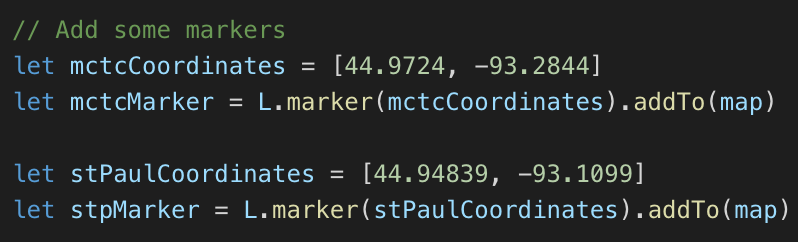 // Add some markers
let mctcCoordinates = [44.9724, -93.2844]
let mctcMarker = L.marker(mctcCoordinates).addTo(map)
let stPaulCoordinates = [44.94839, -93.1099]
let stpMarker = L.marker(stPaulCoordinates).addTo(map)